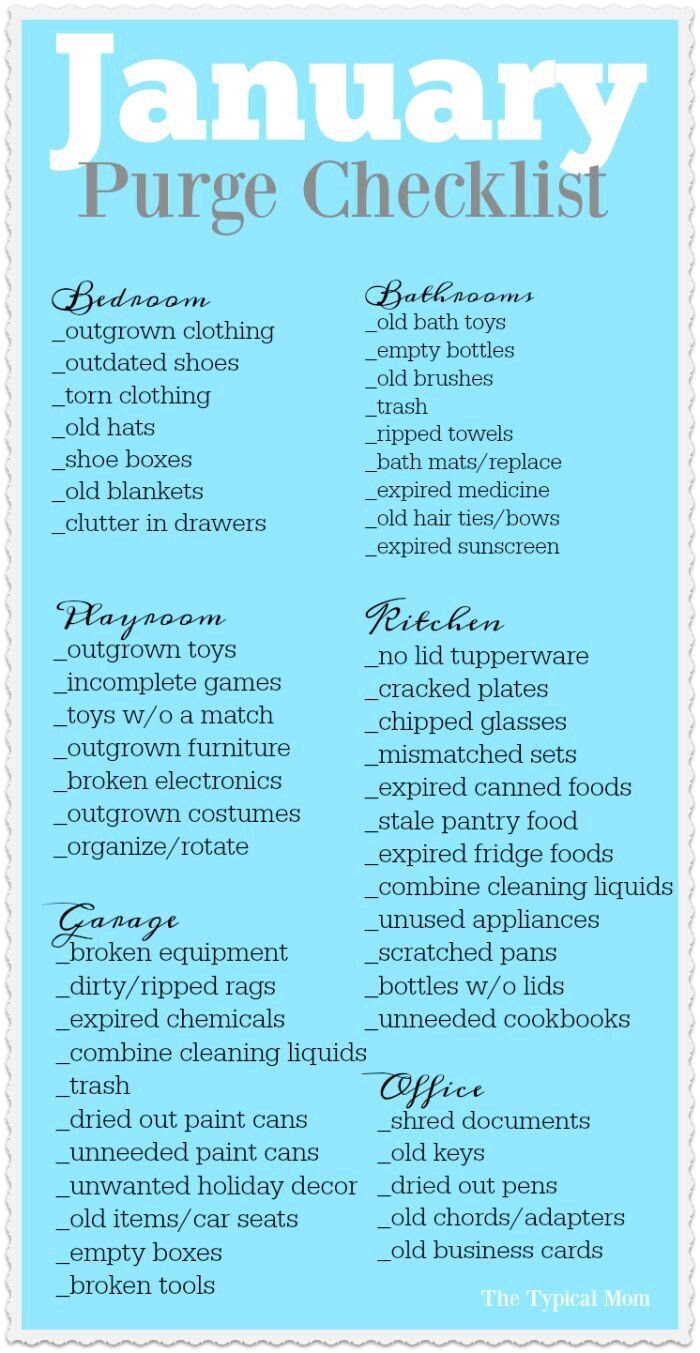 January
Purge Checklist
Bedroom
_outgrown clothing
_outdated shoes
_torn clothing
_old hats
_shoe boxes
_old blankets
_clutter in drawers
Bathrooms
_old bath toys
_empty bottles
_old brushes
_trash
_ripped towels
_bath mats/replace
_expired medicine
_old hair ties/bows
_expired sunscreen
Playroom
_outgrown toys
_incomplete games
_toys w/o a match
_outgrown furniture
_broken electronics
_outgrown costumes
_organize/rotate
Kitchen
_no lid tupperware
_cracked plates
_chipped glasses
_mismatched sets
_expired canned foods
_stale pantry food
_expired fridge foods
_combine cleaning liquids
_unused appliances
_scratched pans
_bottles w/o lids
_unneeded cookbooks
Garage
_broken equipment
_dirty/ripped rags
_expired chemicals
_combine cleaning liquids
_trash
_dried out paint cans
_unneeded paint cans
_unwanted holiday decor
_old items/car seats
_empty boxes
_broken tools
Office
_shred documents
_old keys
_dried out pens
_old chords/adapters
_old business cards
The Typical Mom